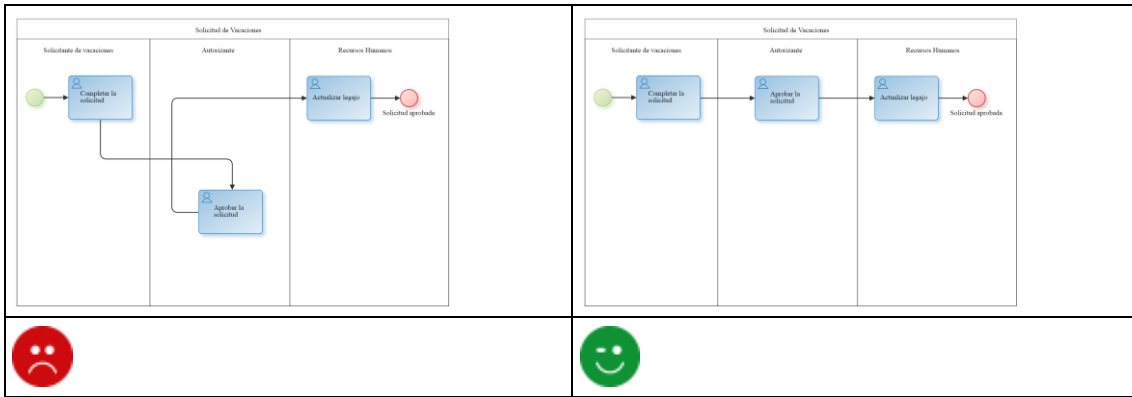 Solicitud de Vacaciones
Solicitante de vacaciones
Autorizante
Recursos Humanos
Completar la
solicitud
Actualizar legajo
Solicitud aprobada
Aprobar la
solicitud
Solicitud de Vacaciones
Solicitante de vacaciones
Autorizante
Recursos Humanos
Completar la
solicitud
Aprobar la
solicitud
Actualizar legajo
Solicitud aprobada